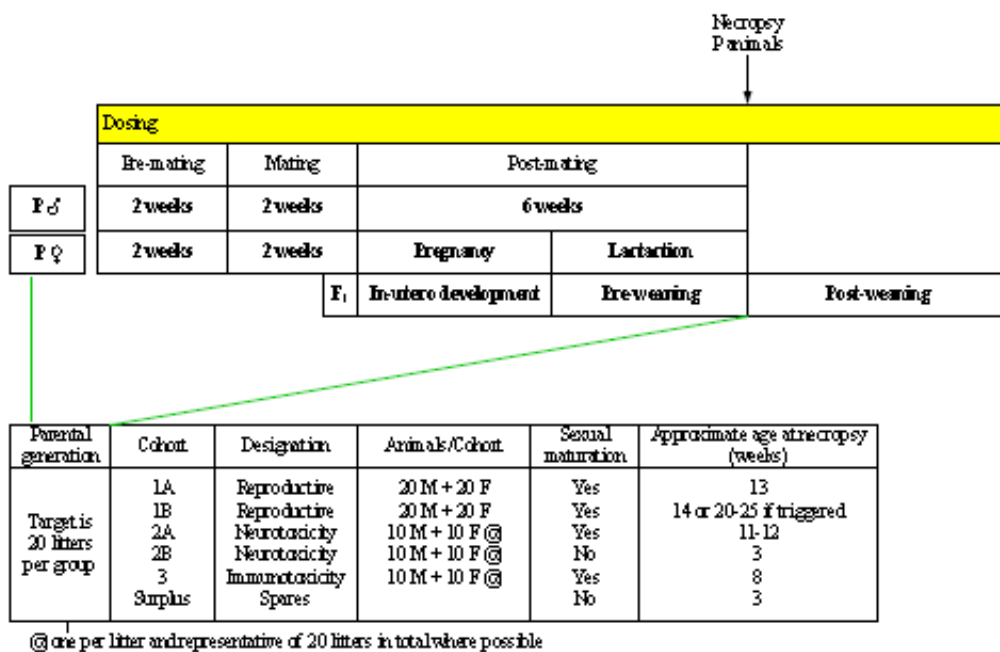 Necropsy
P animals
Dosing
Pre-mating Mating Post-mating
P ♂ 2 weeks 2 weeks 6 weeks
P ♀ 2 weeks 2 weeks Pregnancy Lactaction
F₁ In-utero development Pre-weaning Post-weaning
Parental generation Cohort Designation Animals/Cohort Sexual maturation Approximate age at necropsy (weeks)
Target is 20 litters per group
1A Reproductive 20 M + 20 F Yes 13
1B Reproductive 20 M + 20 F Yes 14 or 20-25 if triggered
2A Neurotoxicity 10 M + 10 F @ Yes 11-12
2B Neurotoxicity 10 M + 10 F @ No 3
3 Immunotoxicity 10 M + 10 F @ Yes 8
Surplus Spares No 3
@ one per litter and representative of 20 litters in total where possible